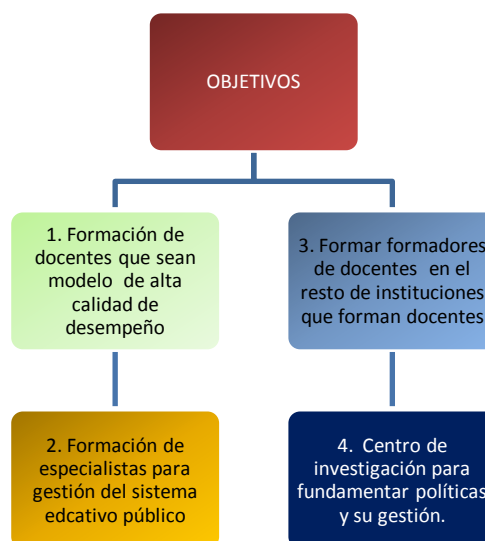 OBJETIVOS
1. Formación de
docentes que sean
modelo de alta
calidad de
desempeño
2. Formación de
especialistas para
gestión del sistema
edcativo público
3. Formar formadores
de docentes en el
resto de instituciones
que forman docentes
4. Centro de
investigación para
fundamentar políticas
y su gestión.